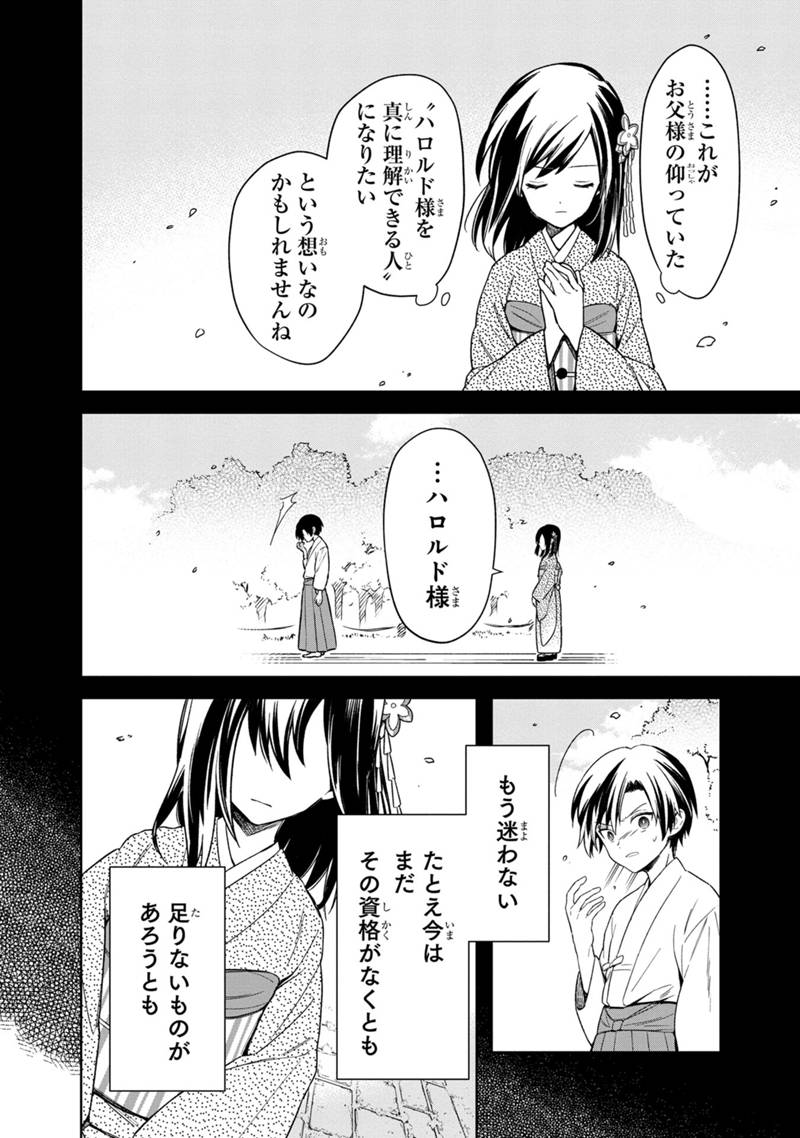 ……これが
お父様の仰っていた
〝ハロルド様を
真に理解できる人〟
になりたい
という想いなの
かもしれませんね
…ハロルド様
もう迷わない
たとえ今は
まだ
その資格がなくとも
足りないものが
あろうとも